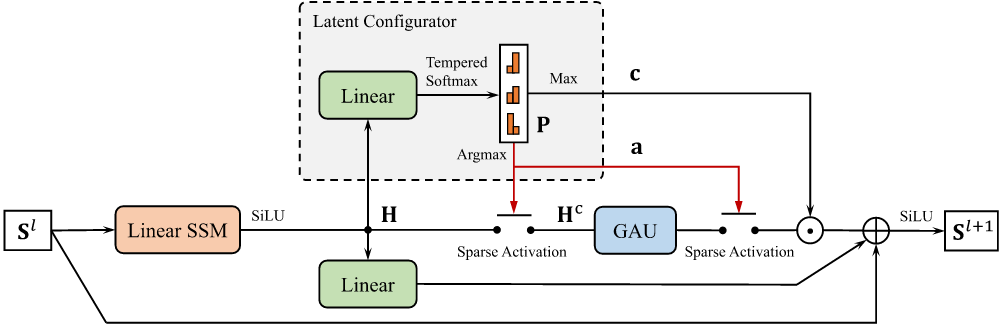 Latent Configurator
Tempered
Softmax
Linear
Max
c
P
Argmax
a
S^l
Linear SSM
SiLU
H
Sparse Activation
H^c
GAU
Sparse Activation
SiLU
S^{l+1}
Linear